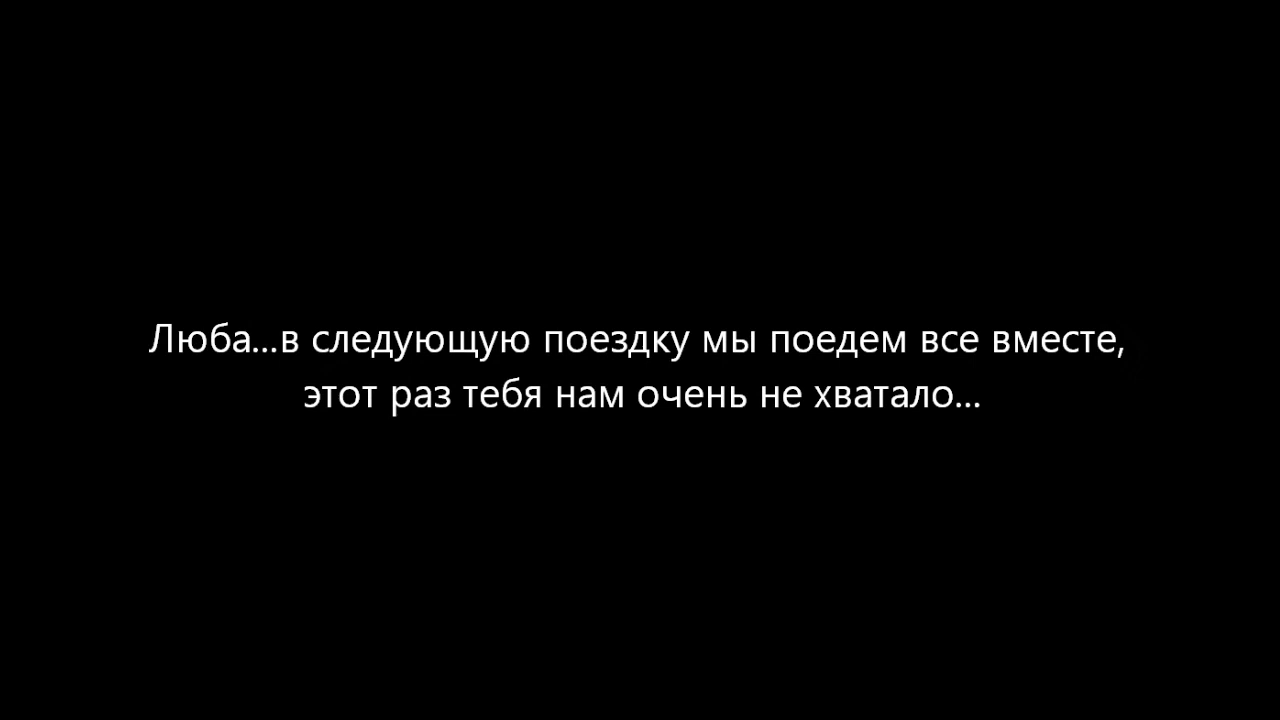 Люба...в следующую поездку мы поедем все вместе,
этот раз тебя нам очень не хватало...